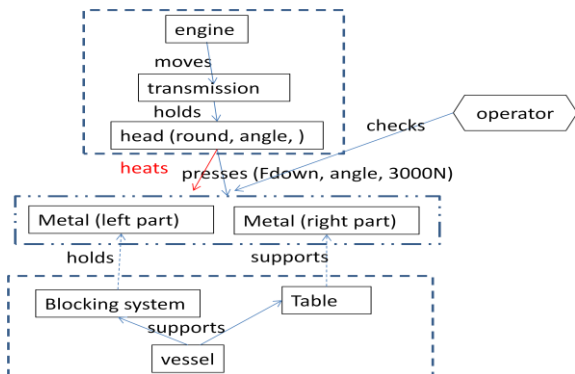 engine
moves
transmission
holds
head (round, angle, )
operator
checks
heats
presses (Fdown, angle, 3000N)
Metal (left part)
Metal (right part)
holds
supports
Blocking system
Table
supports
vessel